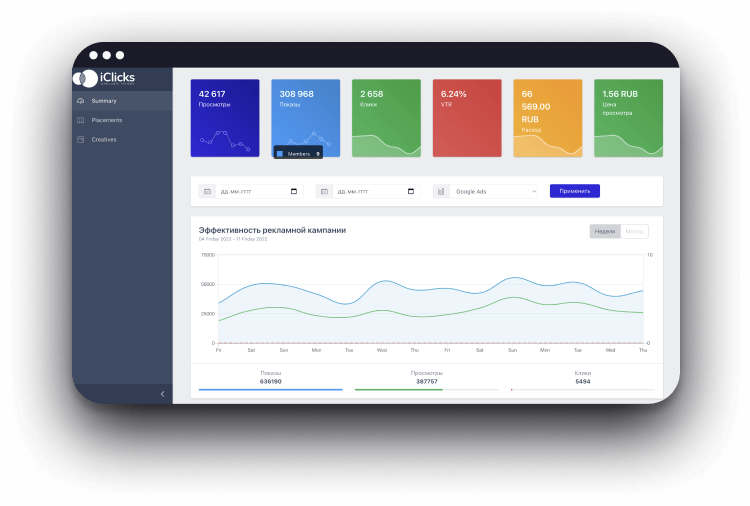 iClicks
Summary
Placements
Creatives
42 617
Просмотры
308 968
Показы
Members 9
2 658
Клики
6.24%
VTR
66
569.00
RUB
Расход
1.56 RUB
Цена
просмотра
дд.мм.гггг
дд.мм.гггг
Google Ads
Применить
Эффективность рекламной кампании
04 Friday 2022 - 11 Friday 2022
Неделя
Месяц
75000
50000
25000
0
10
0
Fri Sat Sun Mon Tue Wed Thu Fri Sat Sun Mon Tue Wed Thu
Показы
636190
Просмотры
387757
Клики
5494